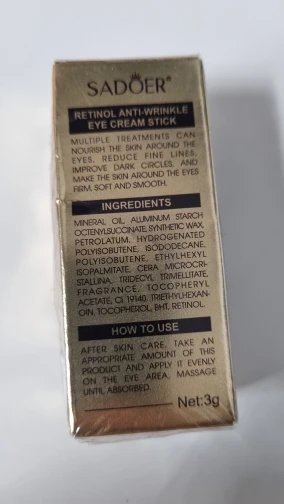 SADOER®
RETINOL ANTI-WRINKLE
EYE CREAM STICK
MULTIPLE TREATMENTS CAN
NOURISH THE SKIN AROUND THE
EYES, REDUCE FINE LINES,
IMPROVE DARK CIRCLES, AND
MAKE THE SKIN AROUND THE EYES
FIRM, SOFT AND SMOOTH.
INGREDIENTS
MINERAL OIL, ALUMINUM STARCH
OCTENYLSUCCINATE, SYNTHETIC WAX,
PETROLATUM, HYDROGENATED
POLYISOBUTENE, ISODODECANE,
POLYISOBUTENE, ETHYLHEXYL
ISOPALMITATE, CERA MICROCRI-
STALLINA, TRIDECYL TRIMELLITATE,
FRAGRANCE, TOCOPHERYL
ACETATE, CI 19140, TRIETHYLHEXAN-
OIN, TOCOPHEROL, BHT, RETINOL.
HOW TO USE
AFTER SKIN CARE, TAKE AN
APPROPRIATE AMOUNT OF THIS
PRODUCT AND APPLY IT EVENLY
ON THE EYE AREA, MASSAGE
UNTIL ABSORBED.
Net:3g